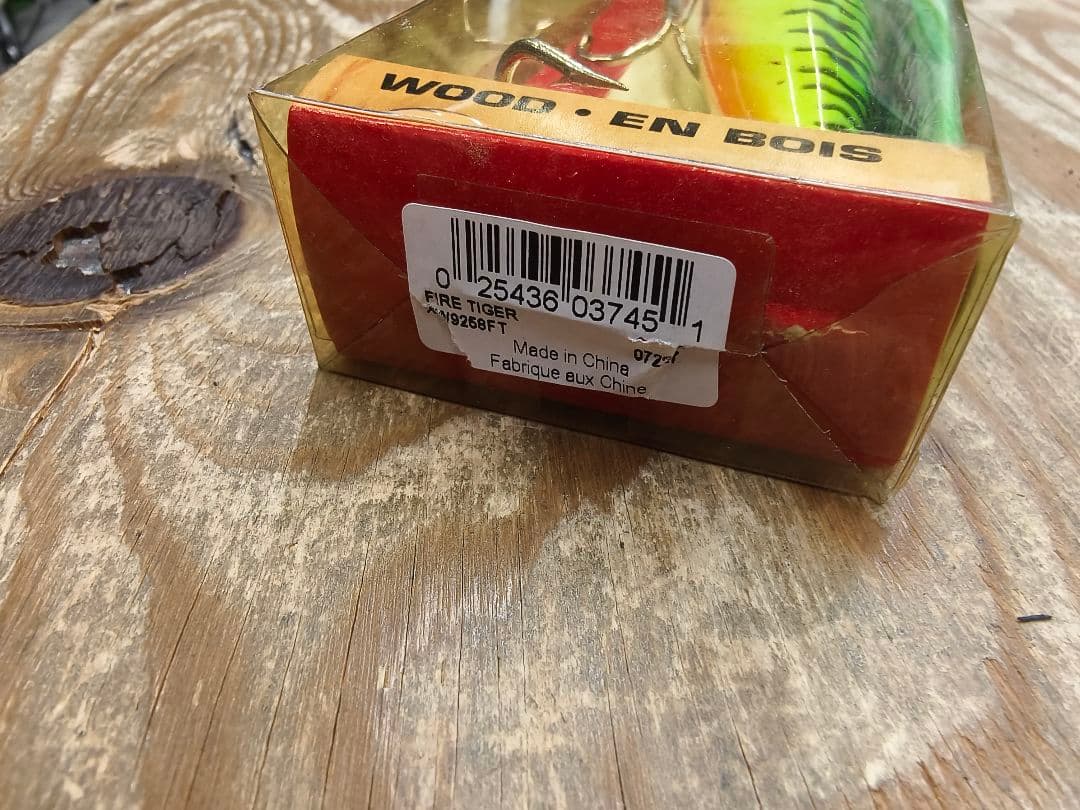 WOOD • EN BOIS
0 25436 03745 1
FIRE TIGER
Made in China
Fabrique aux Chine